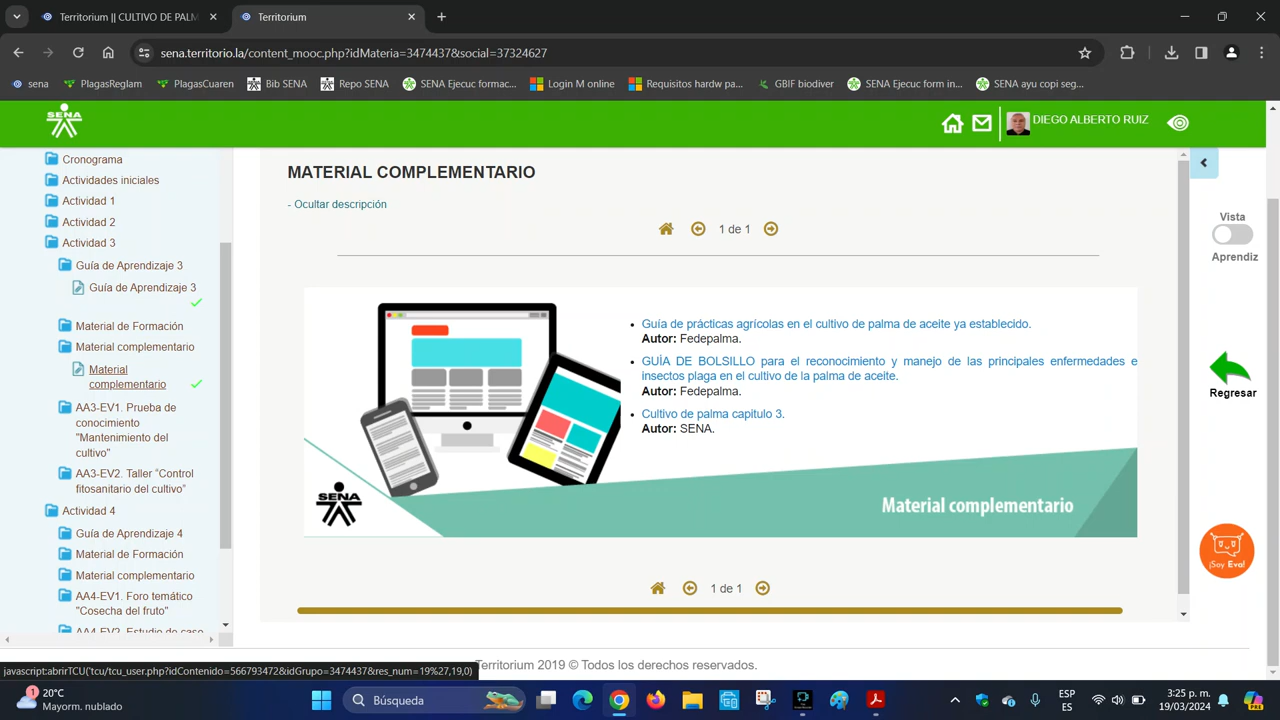 Territorium || CULTIVO DE PALM
Territorium
sena.territorio.la/content_mooc.php?idMateria=3474437&social=37324627
sena
PlagasReglam
PlagasCuaren
Bib SENA
Repo SENA
SENA Ejecuc formac...
Login M online
Requisitos hardw pa...
GBIF biodiver
SENA Ejecuc form in...
SENA ayu copi seg...
SENA
DIEGO ALBERTO RUIZ
Cronograma
Actividades iniciales
Actividad 1
Actividad 2
Actividad 3
Guía de Aprendizaje 3
Guía de Aprendizaje 3
Material de Formación
Material complementario
Material
complementario
AA3-EV1. Prueba de
conocimiento
"Mantenimiento del
cultivo"
AA3-EV2. Taller "Control
fitosanitario del cultivo"
Actividad 4
Guía de Aprendizaje 4
Material de Formación
Material complementario
AA4-EV1. Foro temático
"Cosecha del fruto"
AA4-EV2. Estudio de caso
MATERIAL COMPLEMENTARIO
- Ocultar descripción
1 de 1
Guía de prácticas agrícolas en el cultivo de palma de aceite ya establecido.
Autor: Fedepalma.
GUÍA DE BOLSILLO para el reconocimiento y manejo de las principales enfermedades e
insectos plaga en el cultivo de la palma de aceite.
Autor: Fedepalma.
Cultivo de palma capitulo 3.
Autor: SENA.
SENA
Material complementario
1 de 1
Vista
Aprendiz
Regresar
¡Soy Eva!
javascript:abrirTCU('tcu/tcu_user.php?idContenido=566793472&idGrupo=3474437&res_num=19%27,19,0)
Territorium 2019 © Todos los derechos reservados.
1
20°C
Mayorm. nublado
Búsqueda
ESP
ES
3:25 p. m.
19/03/2024